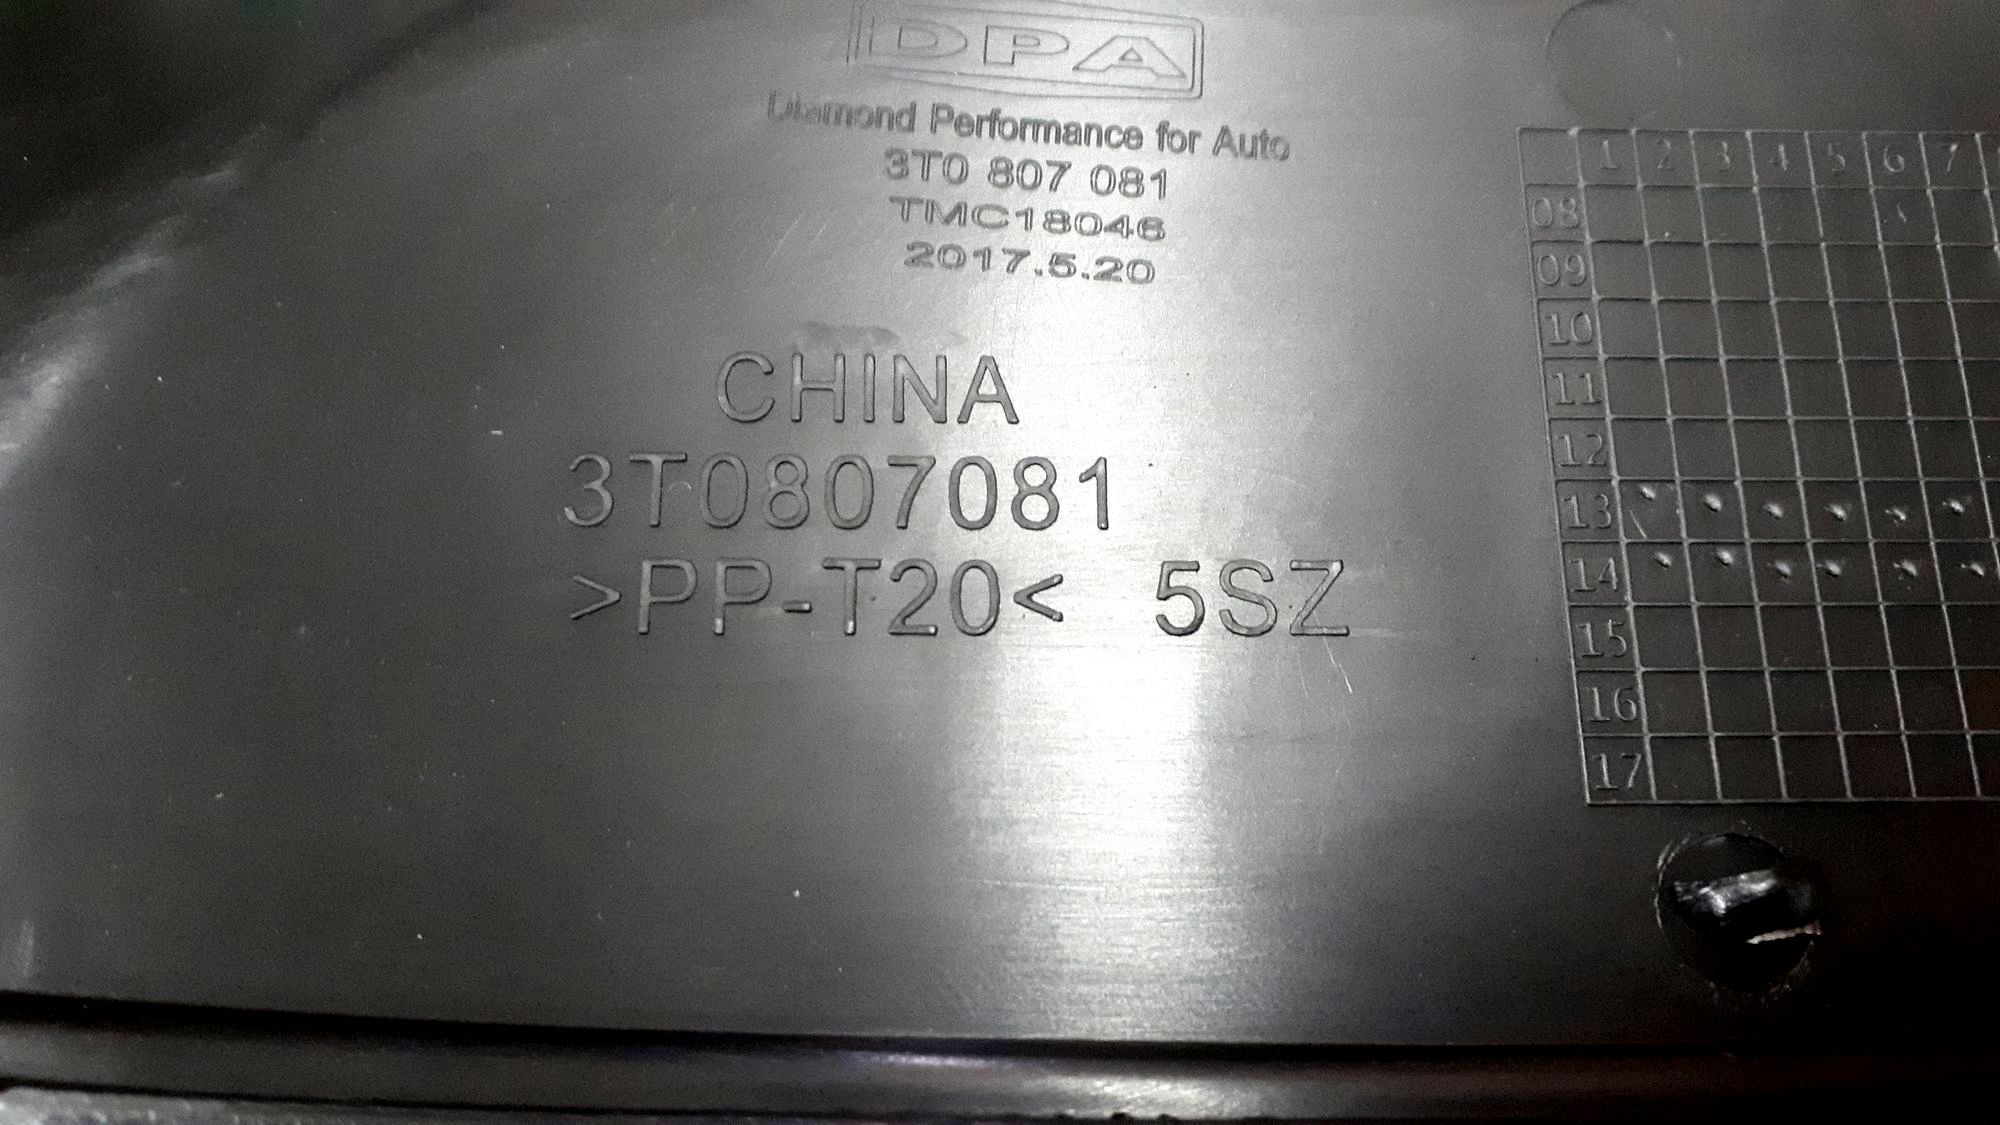 DPA
Diamond Performance for Auto
3T0 807 081
TMC18046
2017.5.20
CHINA
3T0807081
>PP-T20< 5SZ
1 2 3 4 5 6 7
08
09
10
11
12
13
14
15
16
17